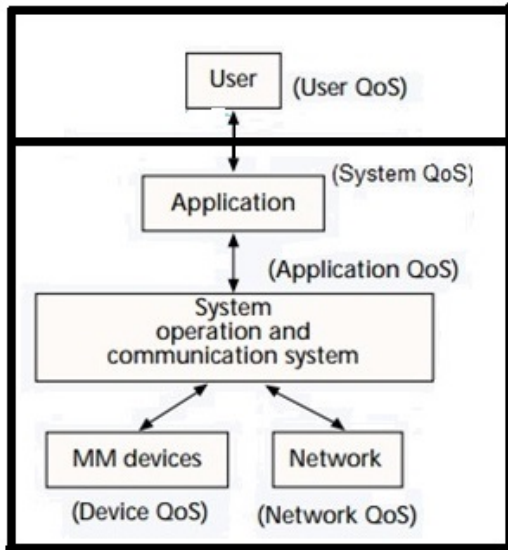 User
(User QoS)
(System QoS)
Application
(Application QoS)
System
operation and
communication system
MM devices
Network
(Device QoS)
(Network QoS)